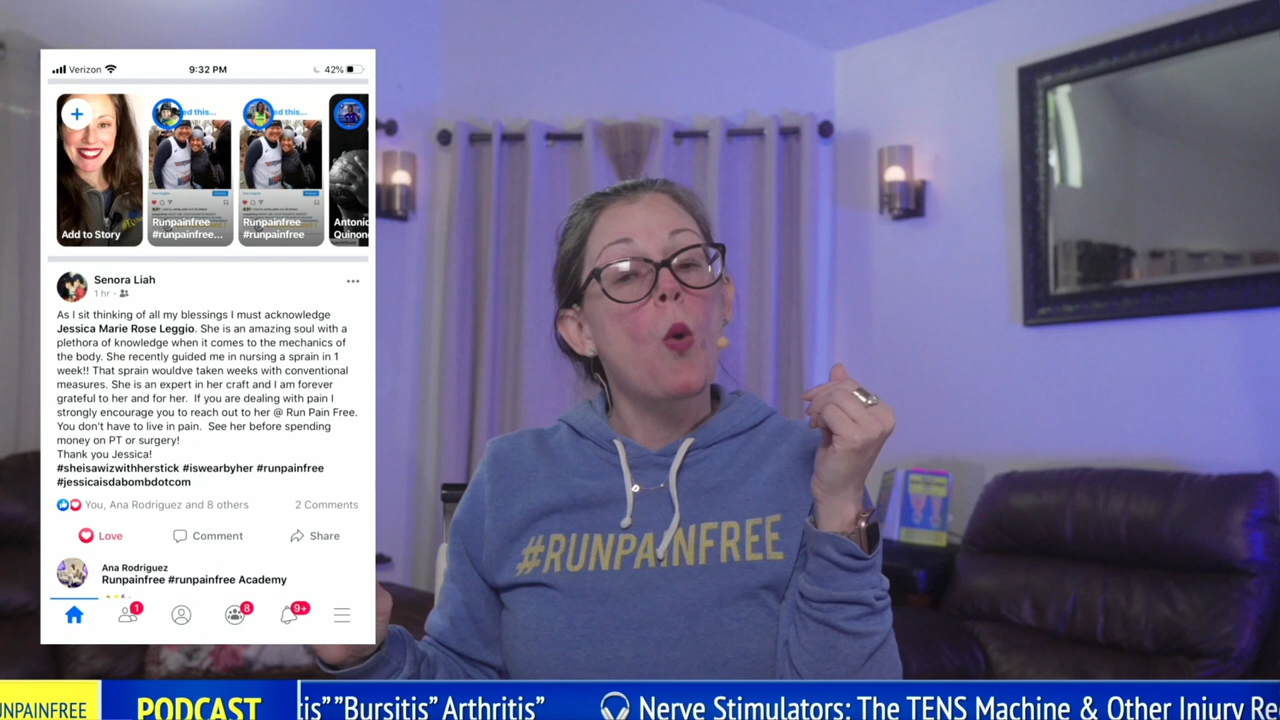 Verizon 9:32 PM 42%
ed this...
ed this...
Add to Story
Runpainfree
#runpainfree...
Runpainfree
#runpainfree
Antonio
Quinon
Senora Liah
1 hr
As I sit thinking of all my blessings I must acknowledge
Jessica Marie Rose Leggio. She is an amazing soul with a
plethora of knowledge when it comes to the mechanics of
the body. She recently guided me in nursing a sprain in 1
week!! That sprain wouldve taken weeks with conventional
measures. She is an expert in her craft and I am forever
grateful to her and for her. If you are dealing with pain I
strongly encourage you to reach out to her @ Run Pain Free.
You don't have to live in pain. See her before spending
money on PT or surgery!
Thank you Jessica!
#sheisawizwithherstick #iswearbyher #runpainfree
#jessicaisdabombdotcom
You, Ana Rodriguez and 8 others 2 Comments
Love Comment Share
Ana Rodriguez
Runpainfree #runpainfree Academy
1 8 9+
#RUNPAINFREE
UNPAINFREE PODCAST tis” ”Bursitis” Arthritis” Nerve Stimulators: The TENS Machine & Other Injury Re